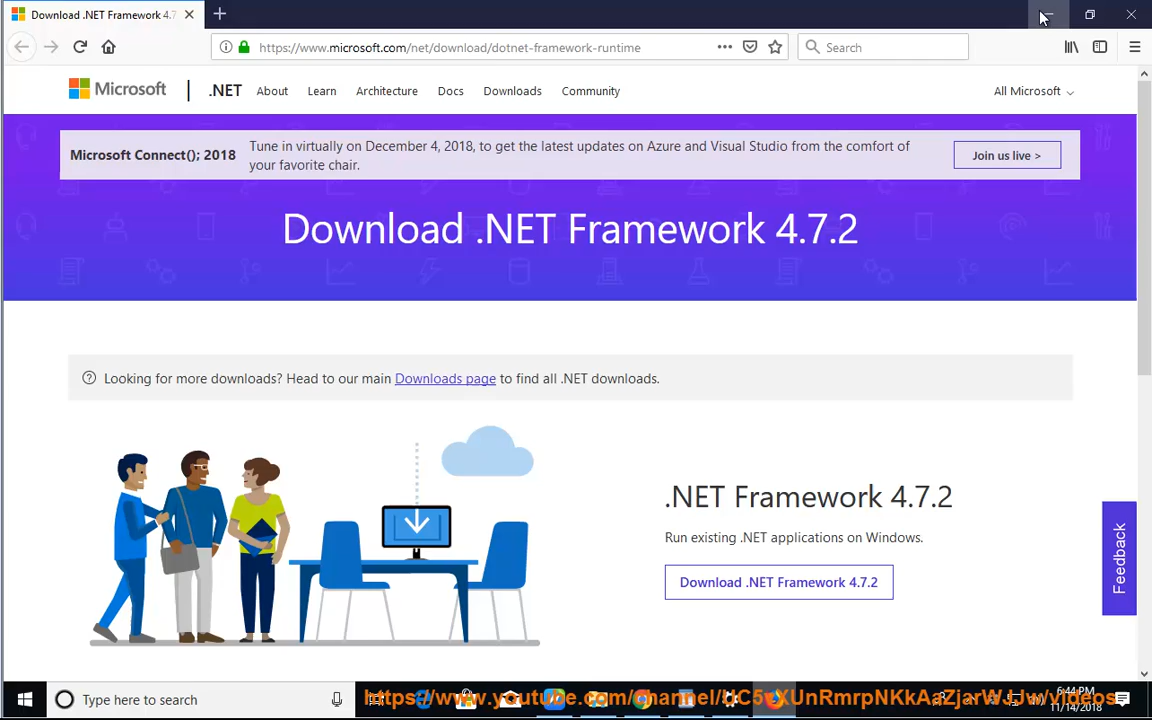 Download .NET Framework 4.7
https://www.microsoft.com/net/download/dotnet-framework-runtime
Search
Microsoft
.NET
About
Learn
Architecture
Docs
Downloads
Community
All Microsoft
Microsoft Connect(); 2018
Tune in virtually on December 4, 2018, to get the latest updates on Azure and Visual Studio from the comfort of
your favorite chair.
Join us live >
Download .NET Framework 4.7.2
Looking for more downloads? Head to our main Downloads page to find all .NET downloads.
.NET Framework 4.7.2
Run existing .NET applications on Windows.
Download .NET Framework 4.7.2
Feedback
Type here to search
6:44 PM
11/14/2018